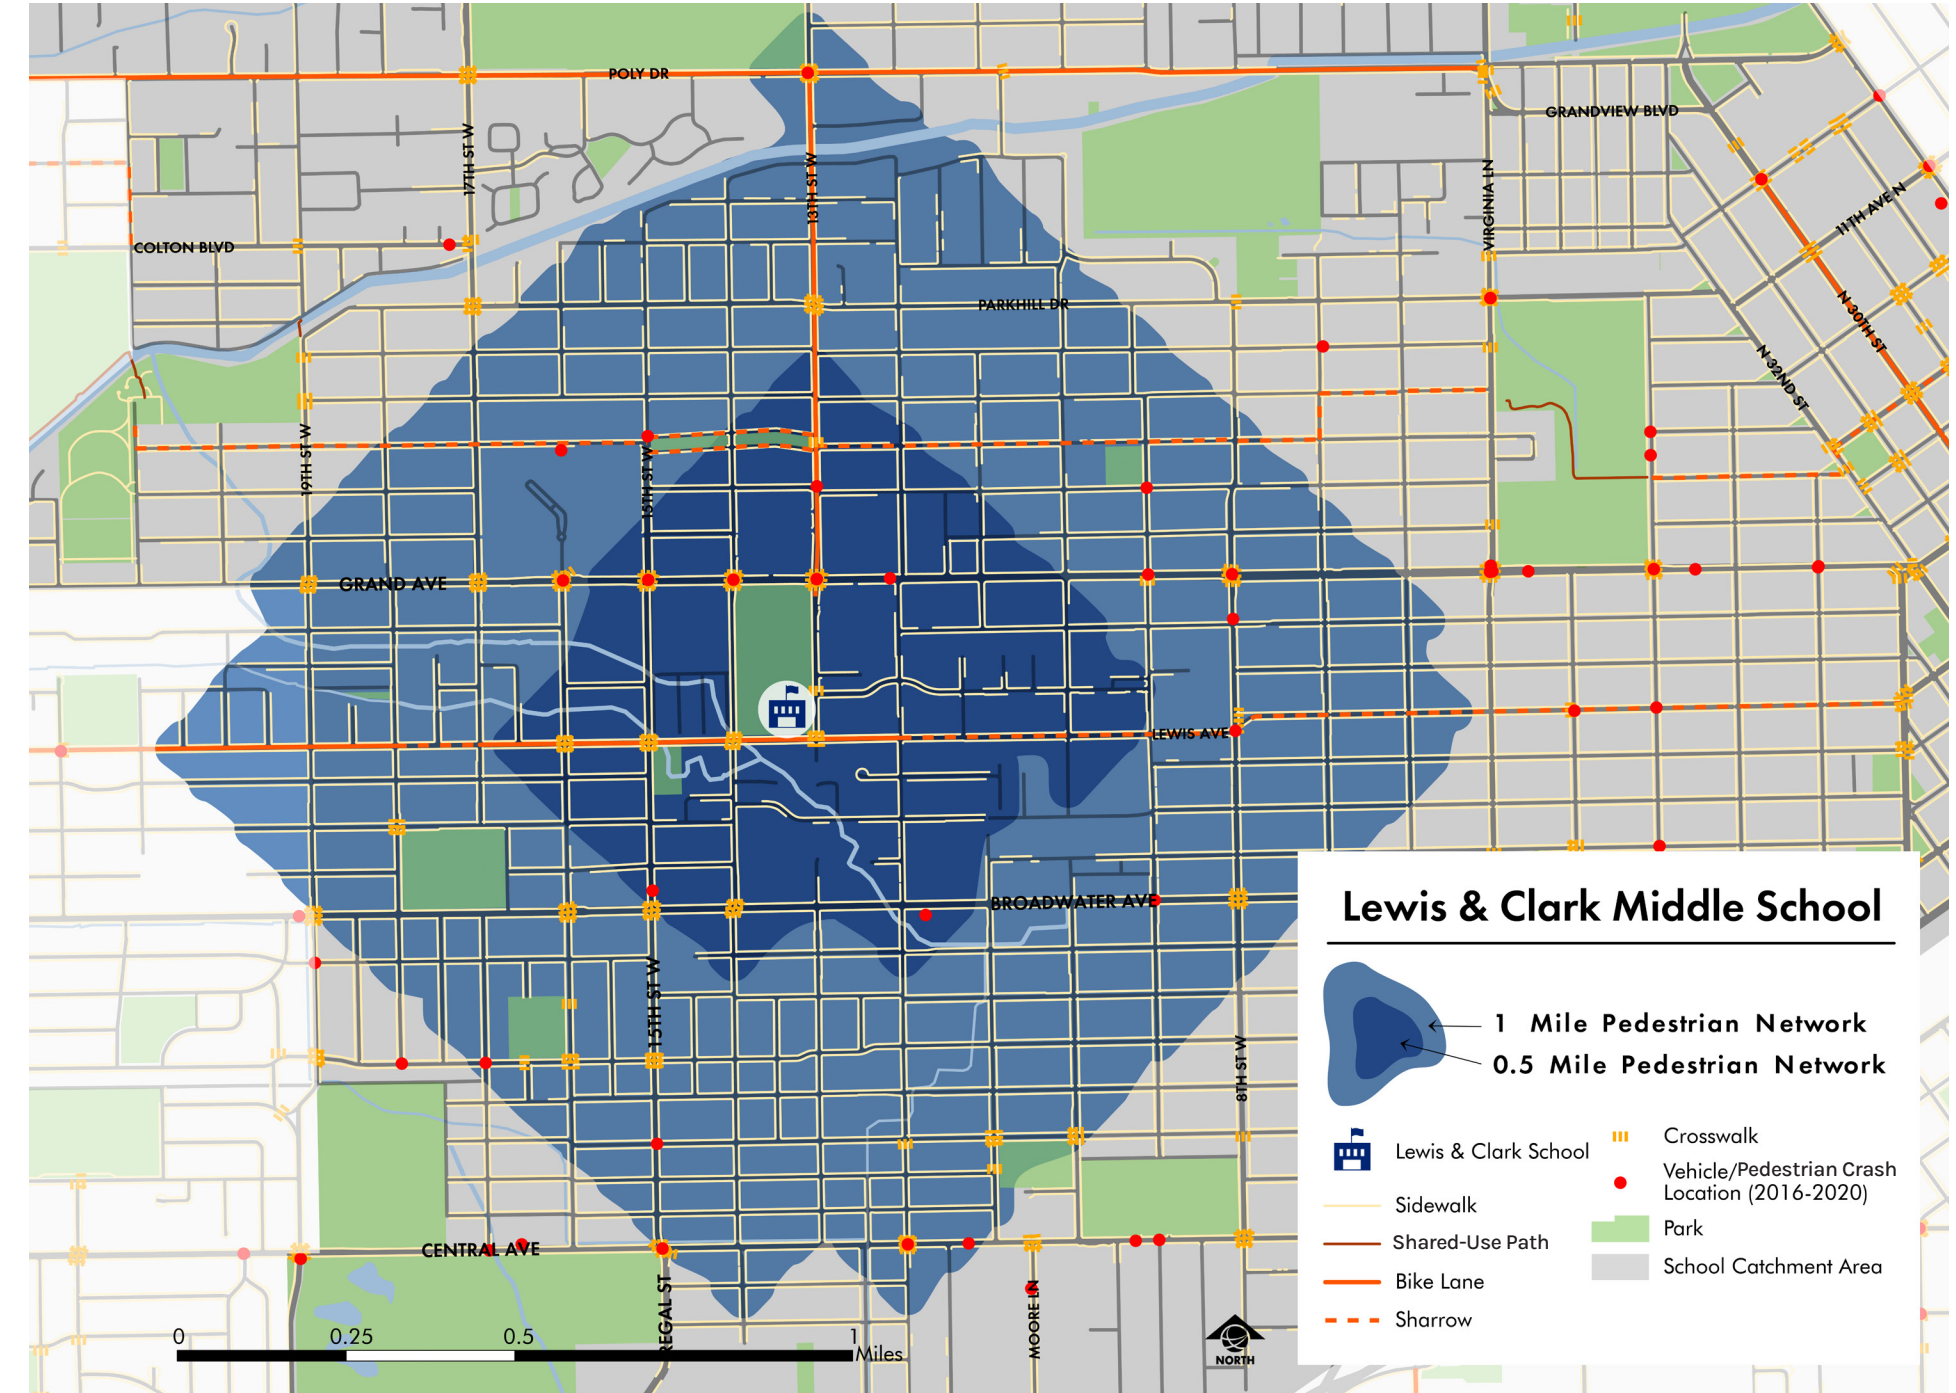 POLY DR
GRANDVIEW BLVD
17TH ST W
13TH ST W
VIRGINIA LN
11TH AVE N
COLTON BLVD
PARKHILL DR
N 30TH ST
N 32ND ST
19TH ST W
15TH ST W
GRAND AVE
LEWIS AVE
BROADWATER AVE
15TH ST W
8TH ST W
CENTRAL AVE
REGAL ST
MOORE LN
0 0.25 0.5 1
Miles
NORTH
Lewis & Clark Middle School
1 Mile Pedestrian Network
0.5 Mile Pedestrian Network
Lewis & Clark School
Sidewalk
Shared-Use Path
Bike Lane
Sharrow
Crosswalk
Vehicle/Pedestrian Crash
Location (2016-2020)
Park
School Catchment Area